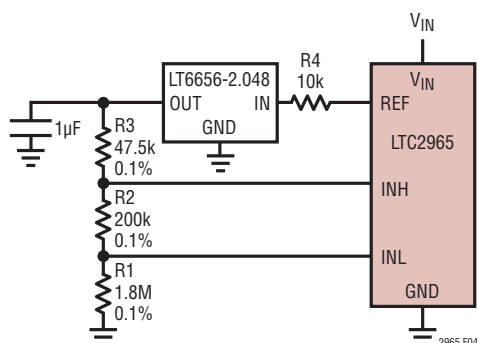 VIN
LT6656-2.048
OUT IN
GND
R4
10k
VIN
REF
LTC2965
INH
INL
GND
1µF
R3
47.5k
0.1%
R2
200k
0.1%
R1
1.8M
0.1%
2965 F04